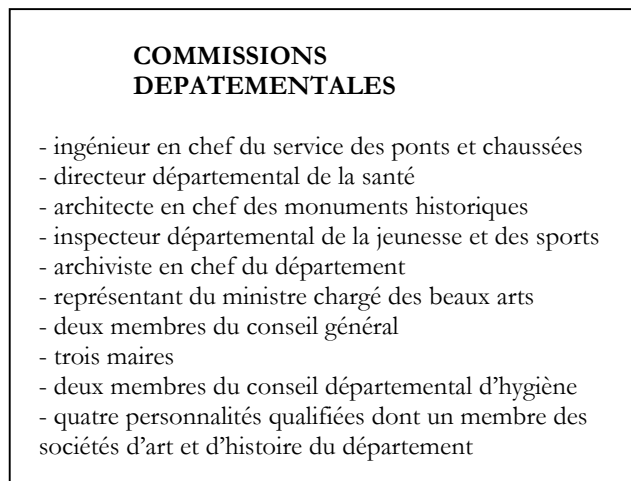 COMMISSIONS
DEPATEMENTALES
- ingénieur en chef du service des ponts et chaussées
- directeur départemental de la santé
- architecte en chef des monuments historiques
- inspecteur départemental de la jeunesse et des sports
- archiviste en chef du département
- représentant du ministre chargé des beaux arts
- deux membres du conseil général
- trois maires
- deux membres du conseil départemental d'hygiène
- quatre personnalités qualifiées dont un membre des
sociétés d'art et d'histoire du département